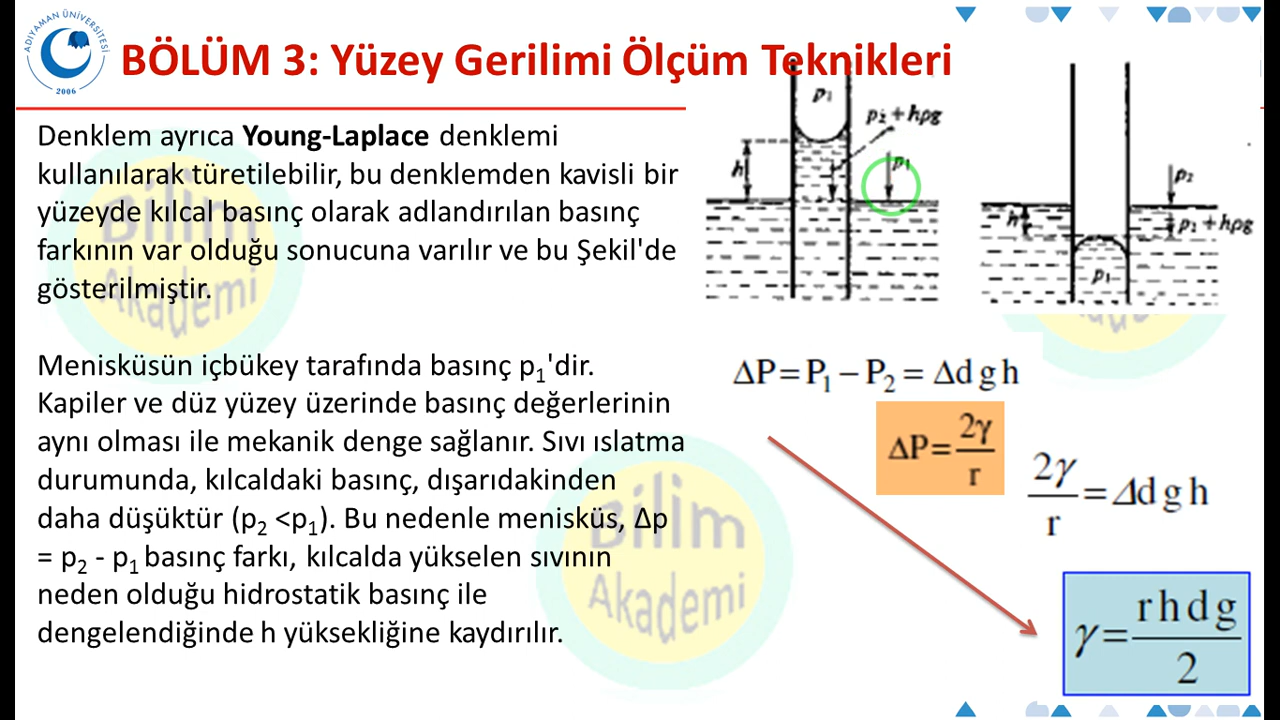 ADIYAMAN ÜNİVERSİTESİ
2006
BÖLÜM 3: Yüzey Gerilimi Ölçüm Teknikleri
Denklem ayrıca Young-Laplace denklemi
kullanılarak türetilebilir, bu denklemden kavisli bir
yüzeyde kılcal basınç olarak adlandırılan basınç
farkının var olduğu sonucuna varılır ve bu Şekil'de
gösterilmiştir.
Menisküsün içbükey tarafında basınç p₁'dir.
Kapiler ve düz yüzey üzerinde basınç değerlerinin
aynı olması ile mekanik denge sağlanır. Sıvı ıslatma
durumunda, kılcaldaki basınç, dışarıdakinden
daha düşüktür (p₂ <p₁). Bu nedenle menisküs, Δp
= p₂ - p₁ basınç farkı, kılcalda yükselen sıvının
neden olduğu hidrostatik basınç ile
dengelendiğinde h yüksekliğine kaydırılır.
Bilim
Akademi
Bilim
Akademi
p₁
p₂ + hρg
h
p₁
p₂
h
p₂ + hρg
p₁
ΔP = P₁ − P₂ = Δd g h
ΔP = 2γ / r
2γ / r = Δd g h
γ = r h d g / 2